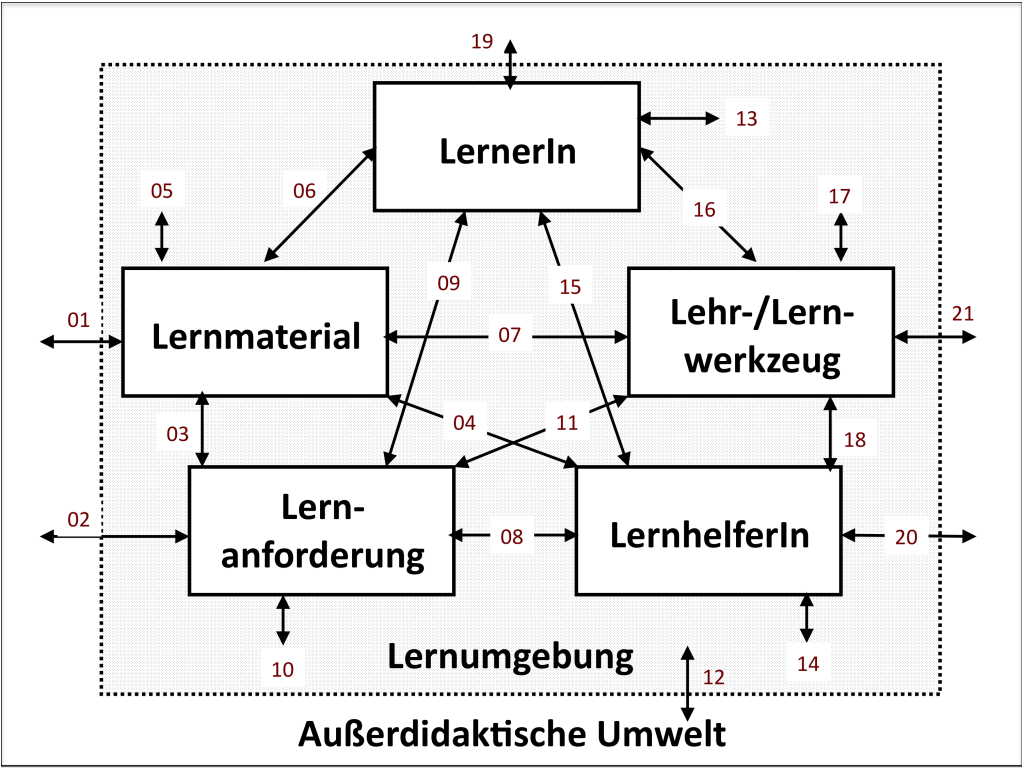 19
13
LernerIn
05
06
17
16
09
15
01
Lernmaterial
07
Lehr-/Lern-
werkzeug
21
03
04
11
18
02
Lern-
anforderung
08
LernhelferIn
20
10
Lernumgebung
12
14
Außerdidaktische Umwelt